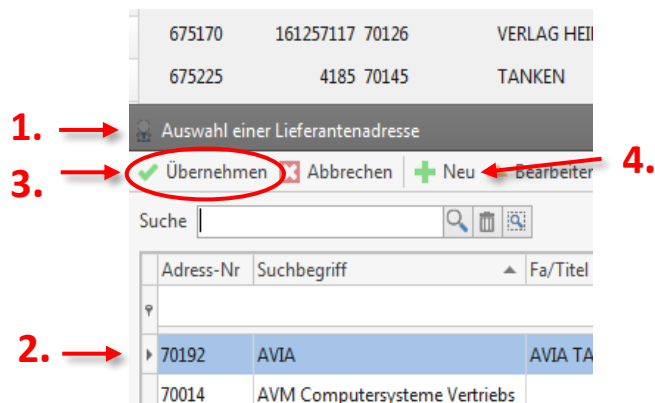 675170 161257117 70126 VERLAG HEI
675225 4185 70145 TANKEN
1. Auswahl einer Lieferantenadresse
3. Übernehmen Abbrechen Neu Bearbeiten 4.
Suche
Adress-Nr Suchbegriff Fa/Titel
2. 70192 AVIA AVIA TA
70014 AVM Computersysteme Vertriebs